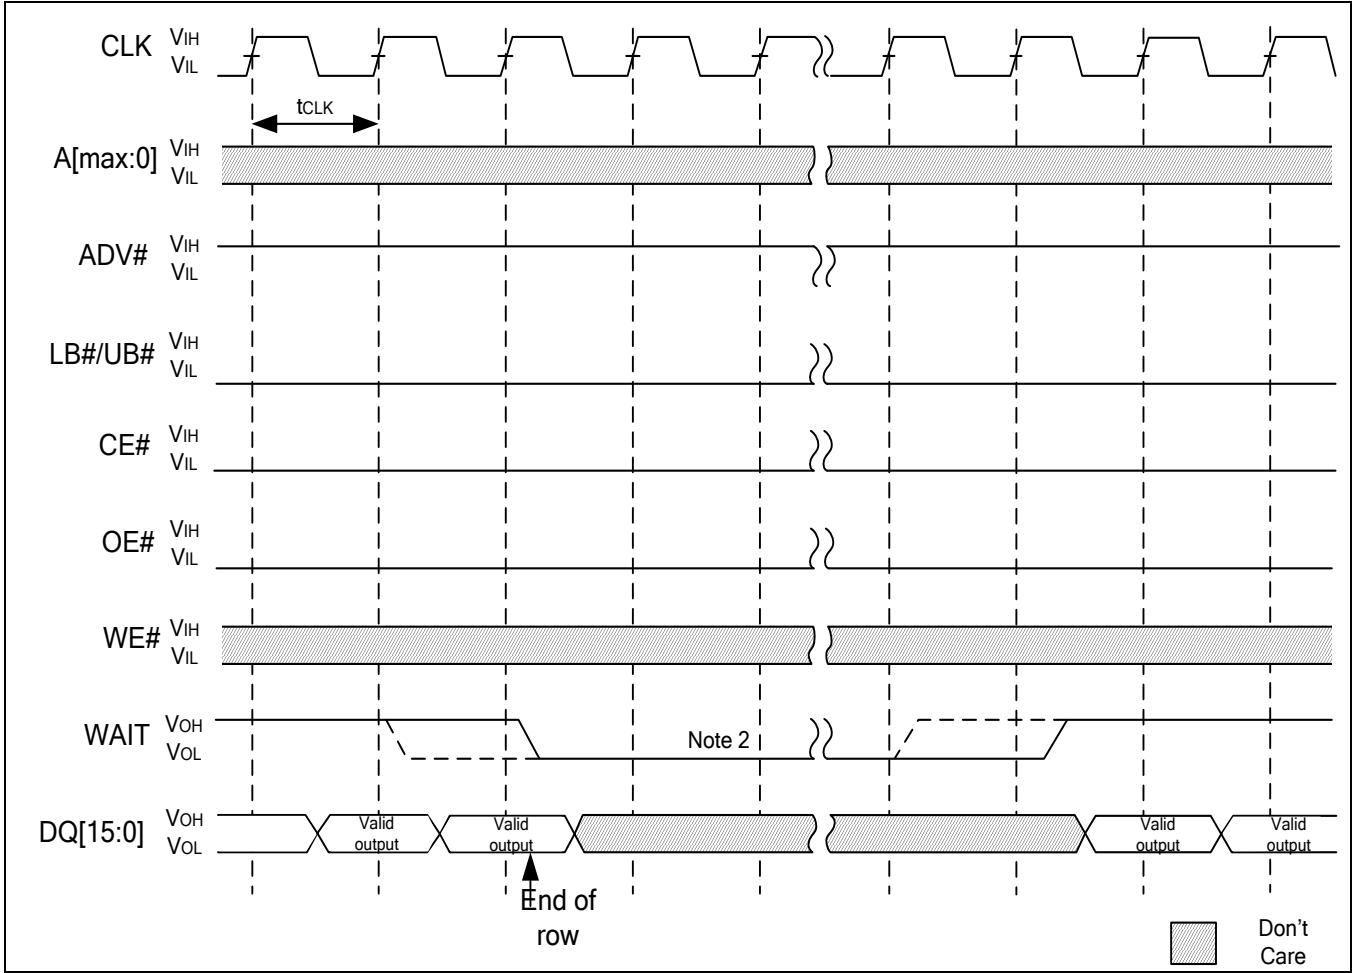 CLK VIH
VIL
tCLK
A[max:0] VIH
VIL
ADV# VIH
VIL
LB#/UB# VIH
VIL
CE# VIH
VIL
OE# VIH
VIL
WE# VIH
VIL
WAIT VOH
VOL
Note 2
DQ[15:0] VOH
VOL
Valid
output
Valid
output
Valid
output
Valid
output
End of
row
Don't
Care